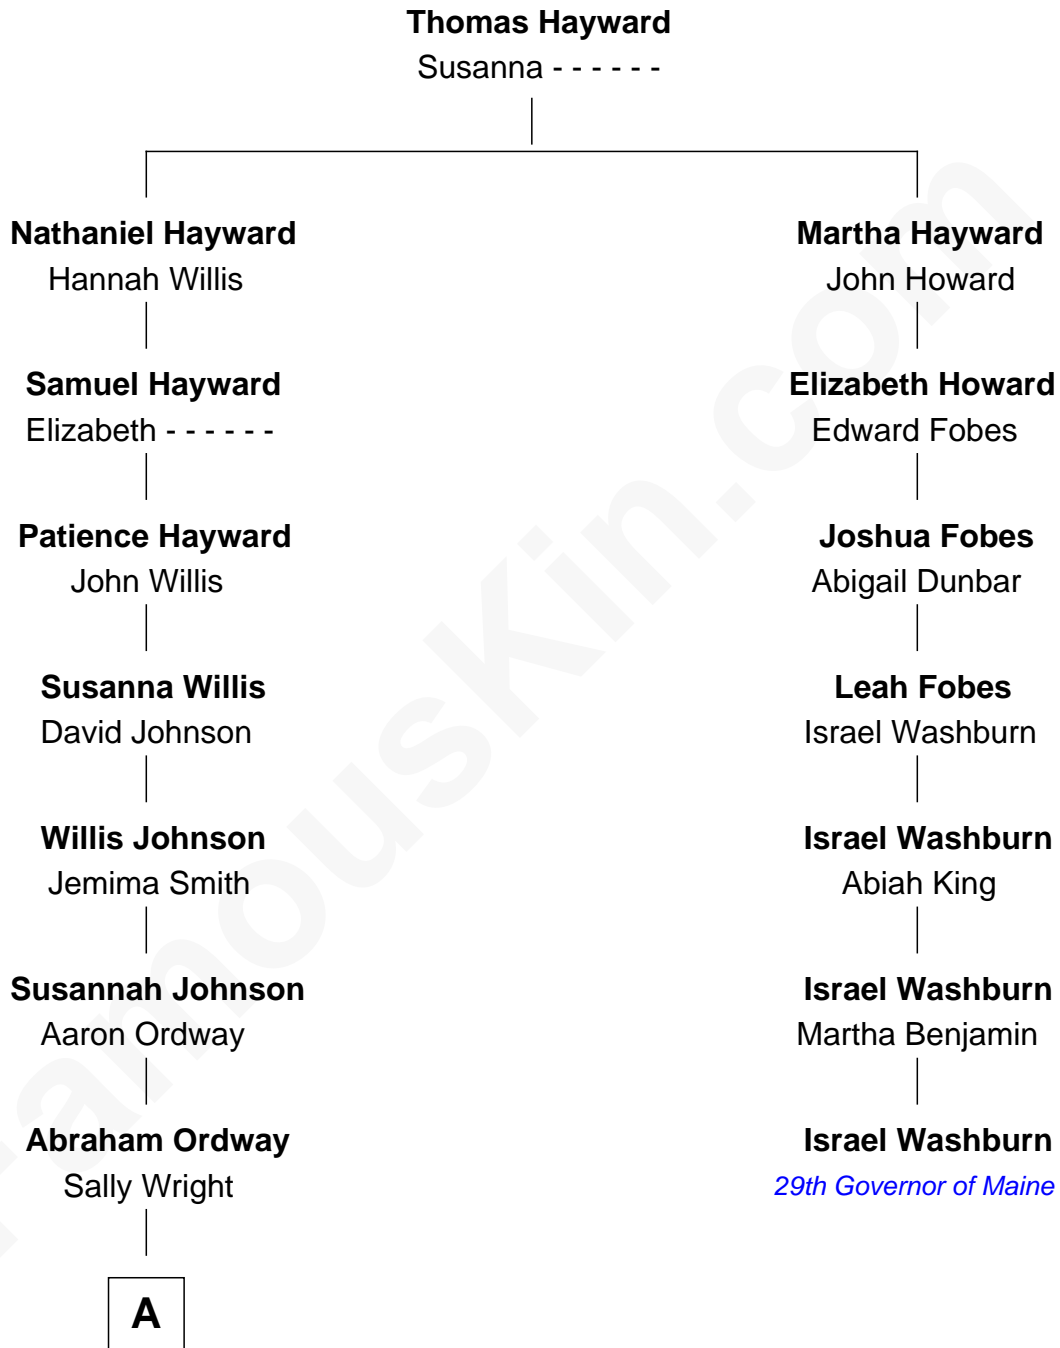 Thomas Hayward
Susanna - - - - - -
Nathaniel Hayward
Hannah Willis
Martha Hayward
John Howard
Samuel Hayward
Elizabeth - - - - - -
Elizabeth Howard
Edward Fobes
Patience Hayward
John Willis
Joshua Fobes
Abigail Dunbar
Susanna Willis
David Johnson
Leah Fobes
Israel Washburn
Willis Johnson
Jemima Smith
Israel Washburn
Abiah King
Susannah Johnson
Aaron Ordway
Israel Washburn
Martha Benjamin
Abraham Ordway
Sally Wright
Israel Washburn
29th Governor of Maine
A
FamousKin.com